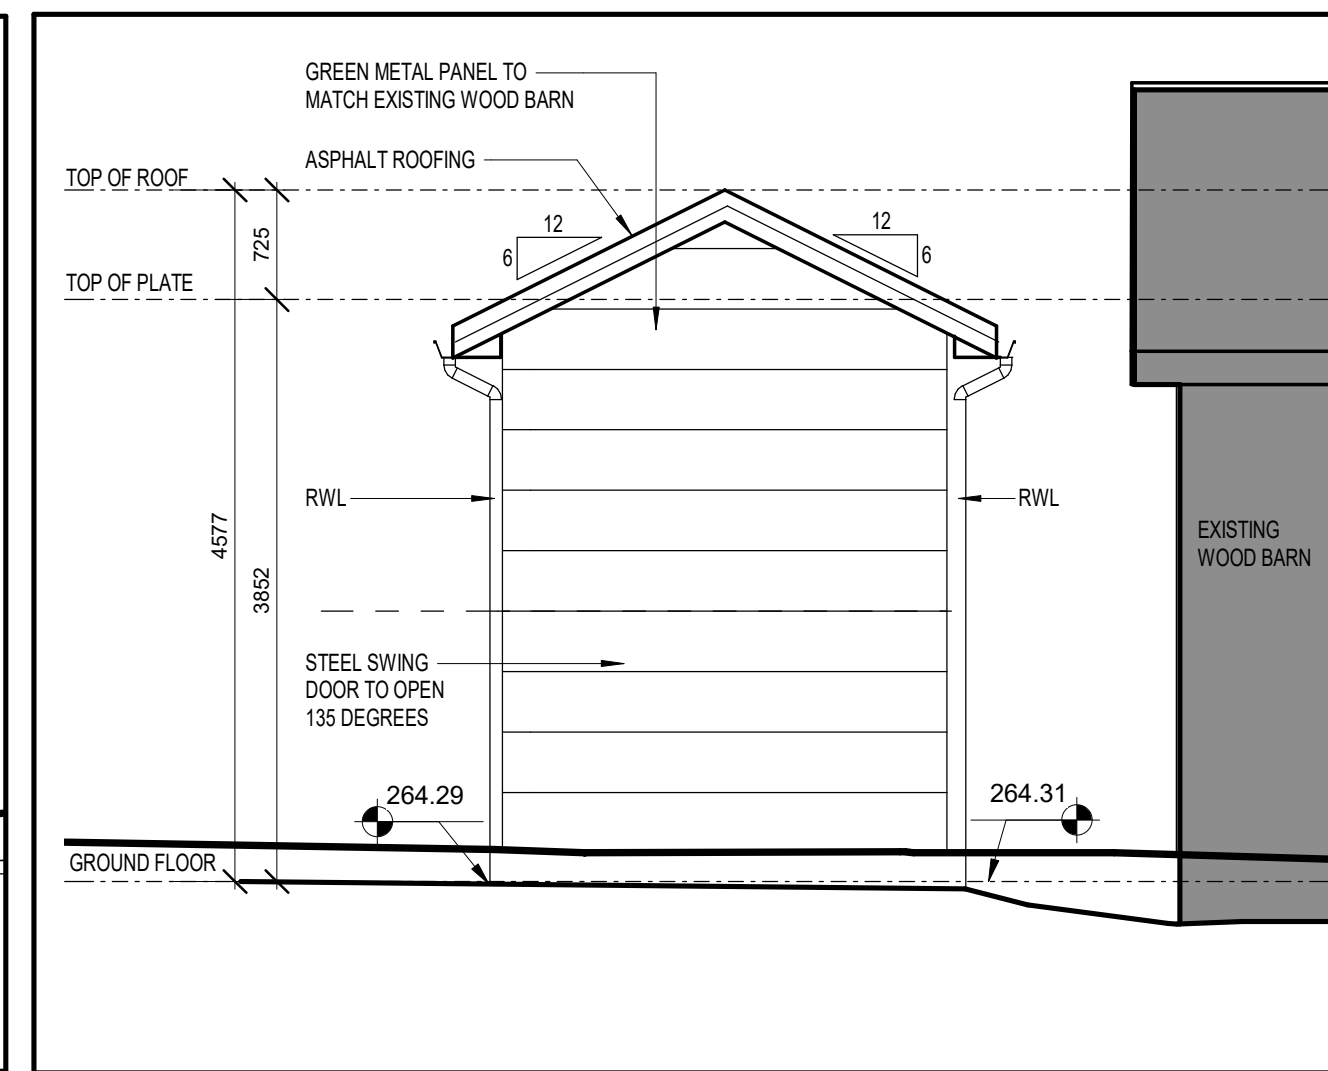 GREEN METAL PANEL TO
MATCH EXISTING WOOD BARN
ASPHALT ROOFING
TOP OF ROOF
12
6
12
6
725
TOP OF PLATE
RWL
RWL
4577
3852
EXISTING
WOOD BARN
STEEL SWING
DOOR TO OPEN
135 DEGREES
264.29
264.31
GROUND FLOOR